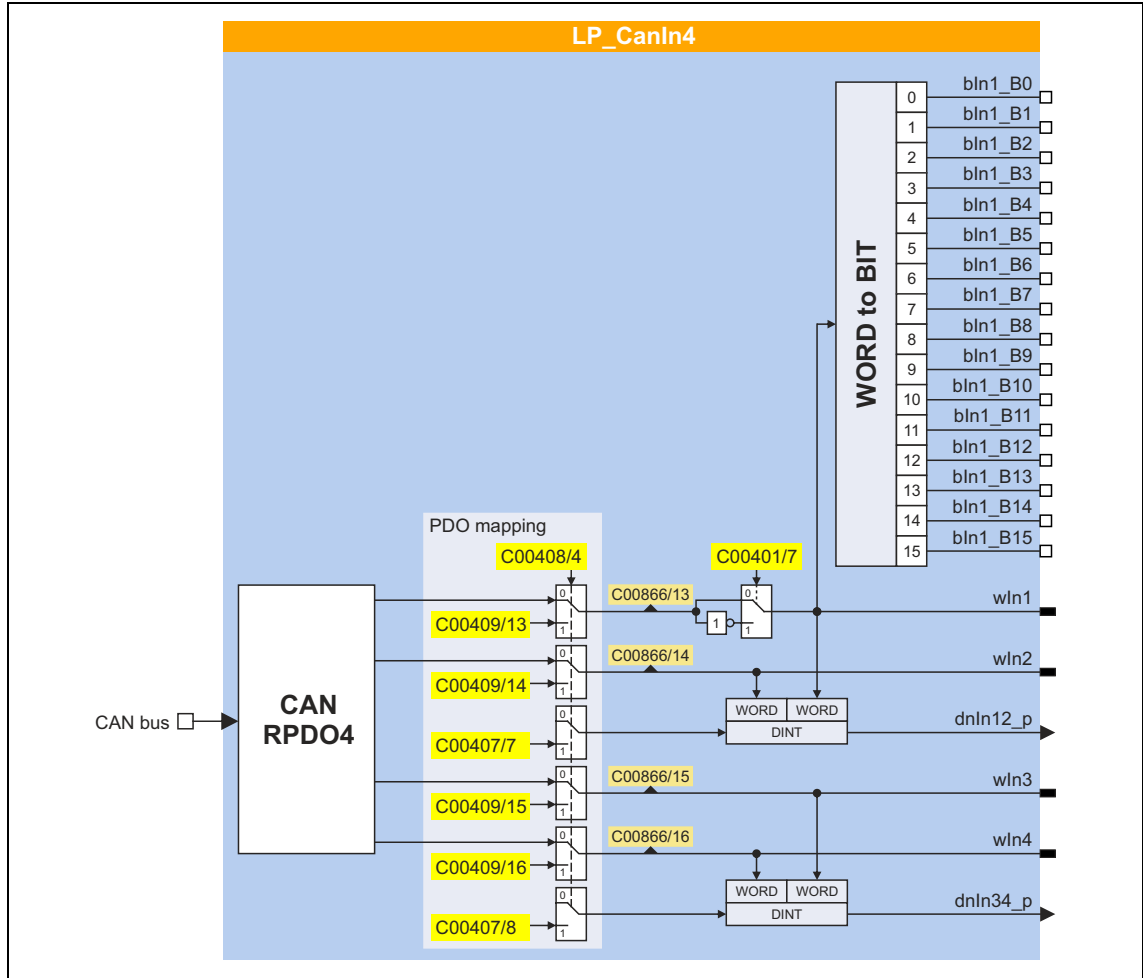 LP_CanIn4
WORD to BIT
0
bIn1_B0
1
bIn1_B1
2
bIn1_B2
3
bIn1_B3
4
bIn1_B4
5
bIn1_B5
6
bIn1_B6
7
bIn1_B7
8
bIn1_B8
9
bIn1_B9
10
bIn1_B10
11
bIn1_B11
12
bIn1_B12
13
bIn1_B13
14
bIn1_B14
15
bIn1_B15
PDO mapping
C00408/4
C00401/7
0
1
C00409/13
C00866/13
1
0
1
wIn1
0
1
C00409/14
C00866/14
wIn2
CAN bus
CAN
RPDO4
0
1
C00407/7
WORD WORD
DINT
dnIn12_p
0
1
C00409/15
C00866/15
wIn3
0
1
C00409/16
C00866/16
wIn4
0
1
C00407/8
WORD WORD
DINT
dnIn34_p